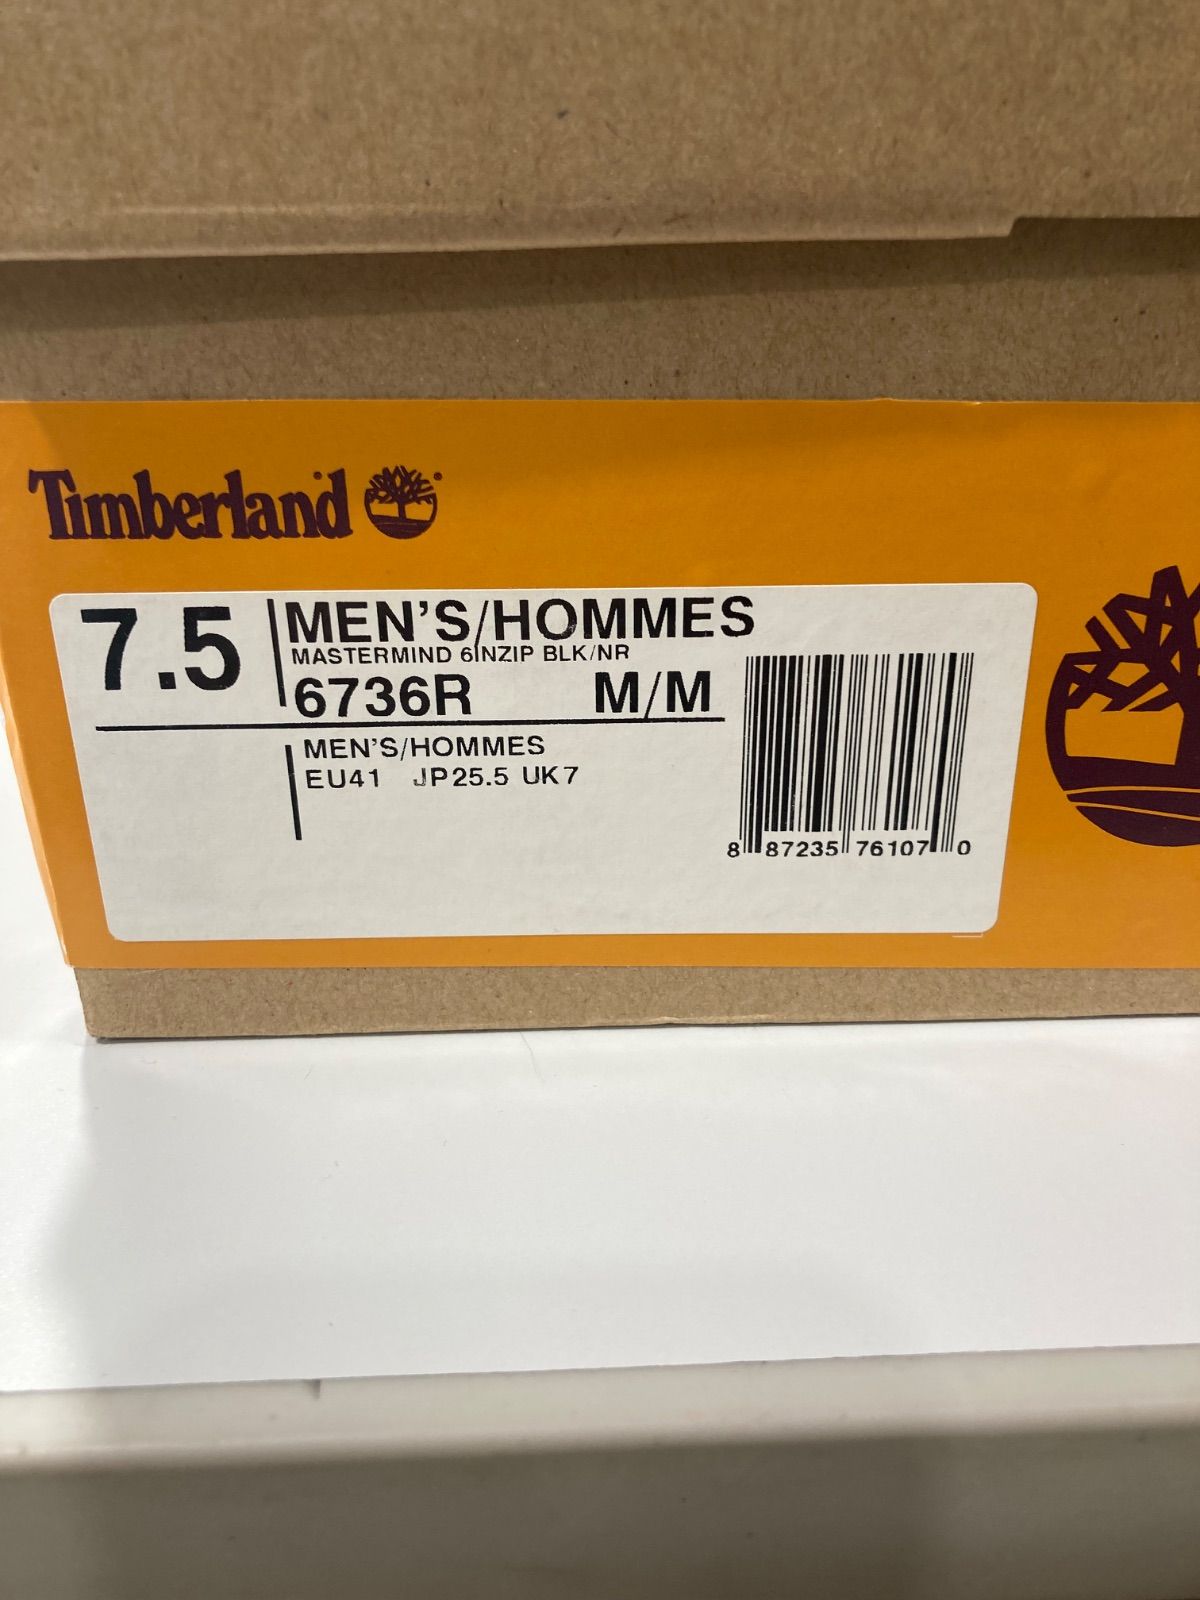 Timberland
7.5
MEN'S/HOMMES
MASTERMIND 6INZIP BLK/NR
6736R M/M
MEN'S/HOMMES
EU41 JP25.5 UK7
8 87235 76107 0